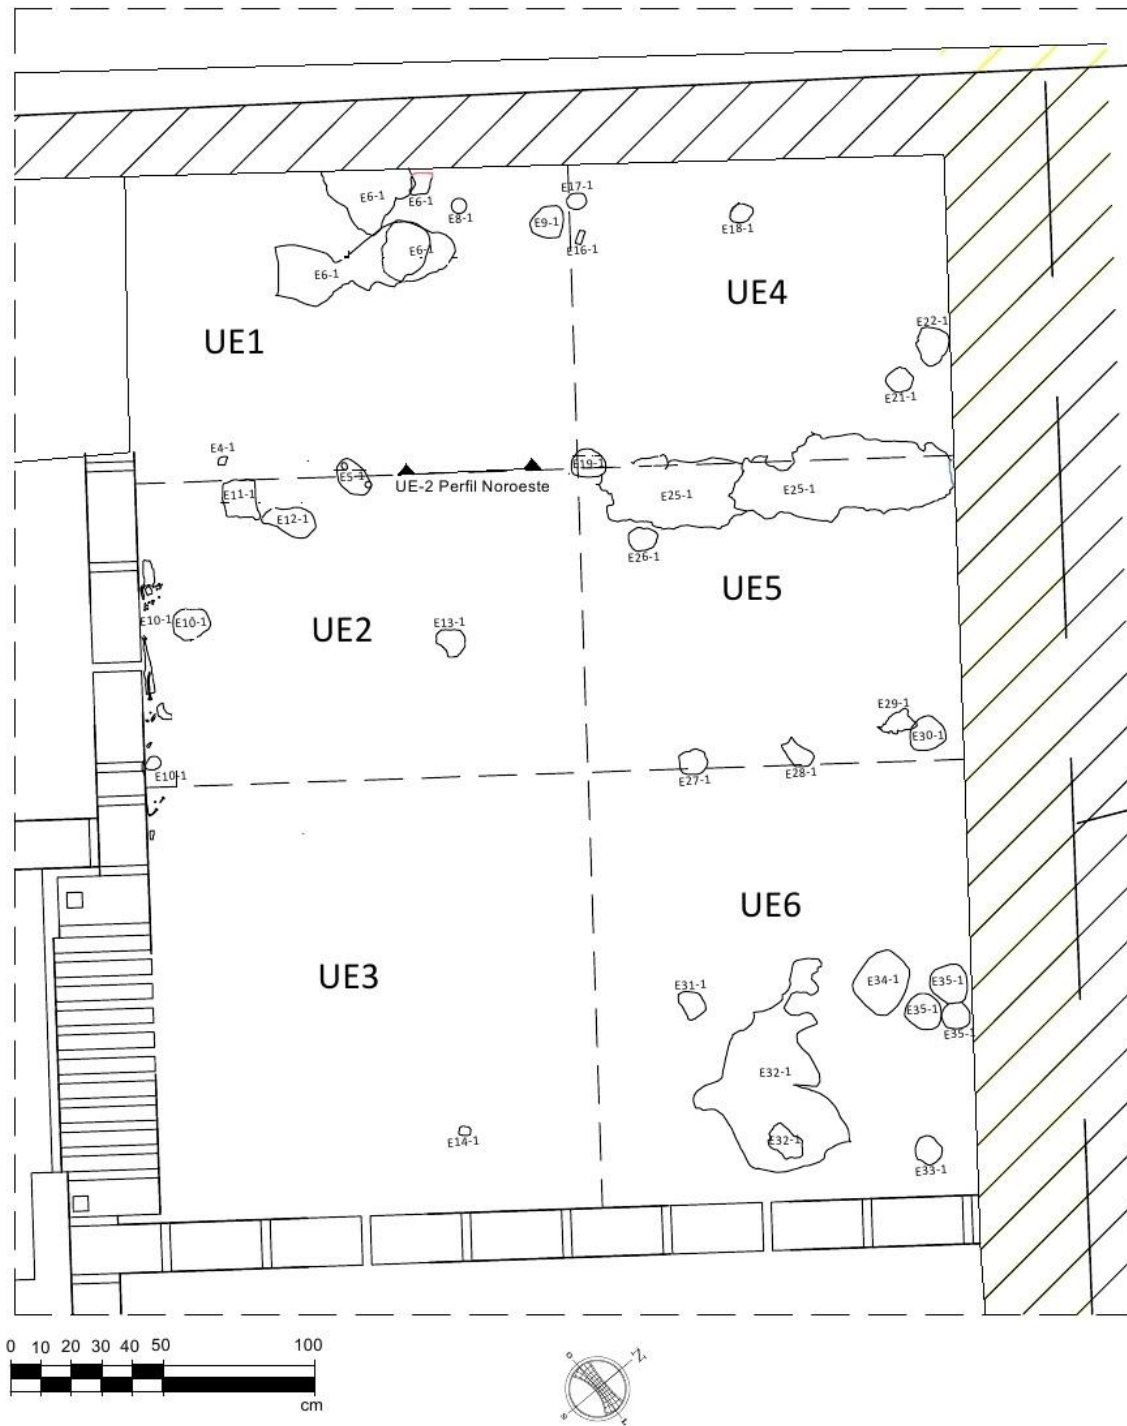 E17-1
E6-1
E6-1
E8-1
E9-1
E18-1
E6-1
E16-1
E6-1
UE4
E22-1
UE1
E21-1
E4-1
E19-1
E5-1
UE-2 Perfil Noroeste
E11-1
E25-1
E25-1
E12-1
E26-1
UE5
E10-1
E10-1
E13-1
UE2
E29-1
E30-1
E10-1
E27-1
E28-1
UE6
UE3
E31-1
E34-1
E35-1
E35-1
E35-1
E32-1
E14-1
E32-1
E33-1
0 10 20 30 40 50 100
cm
N